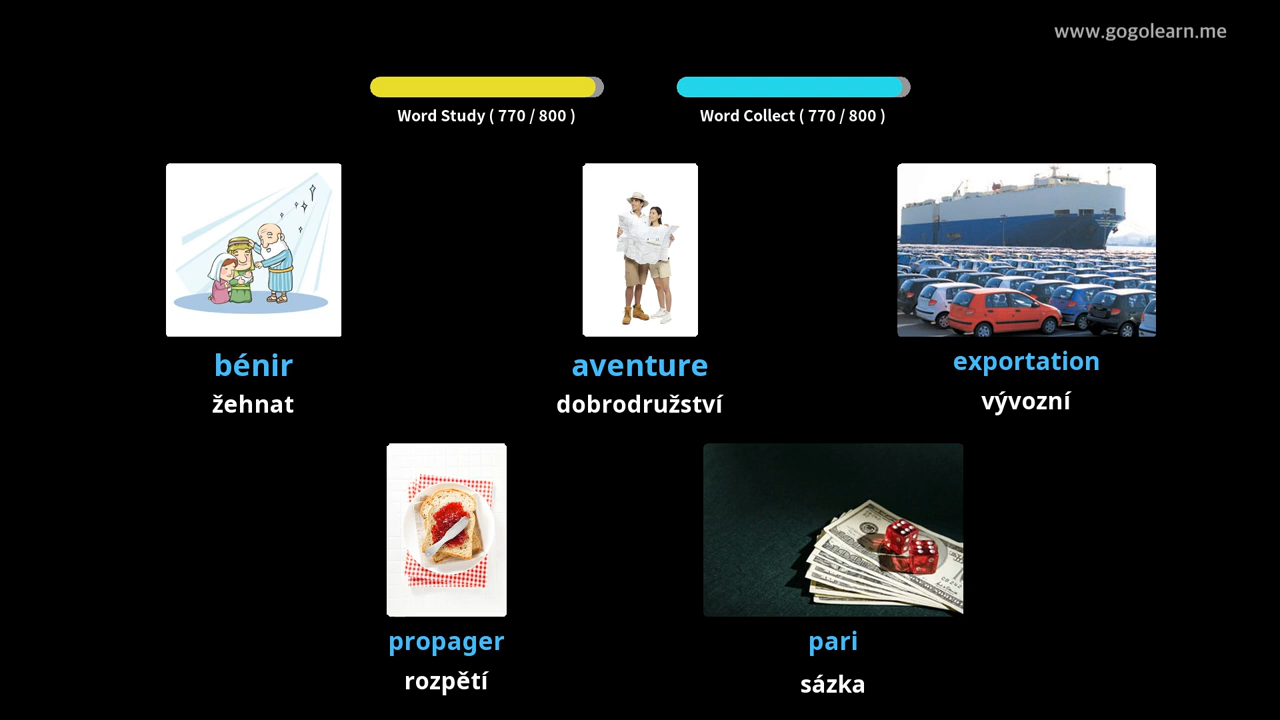 www.gogolearn.me
Word Study ( 770 / 800 )
Word Collect ( 770 / 800 )
bénir
žehnat
aventure
dobrodružství
exportation
vývozní
propager
rozpětí
pari
sázka